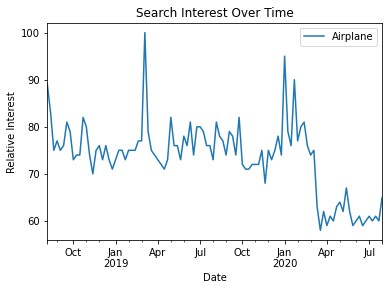 Search Interest Over Time
Airplane
Relative Interest
100
90
80
70
60
Oct
Jan
2019
Apr
Jul
Oct
Jan
2020
Apr
Jul
Date